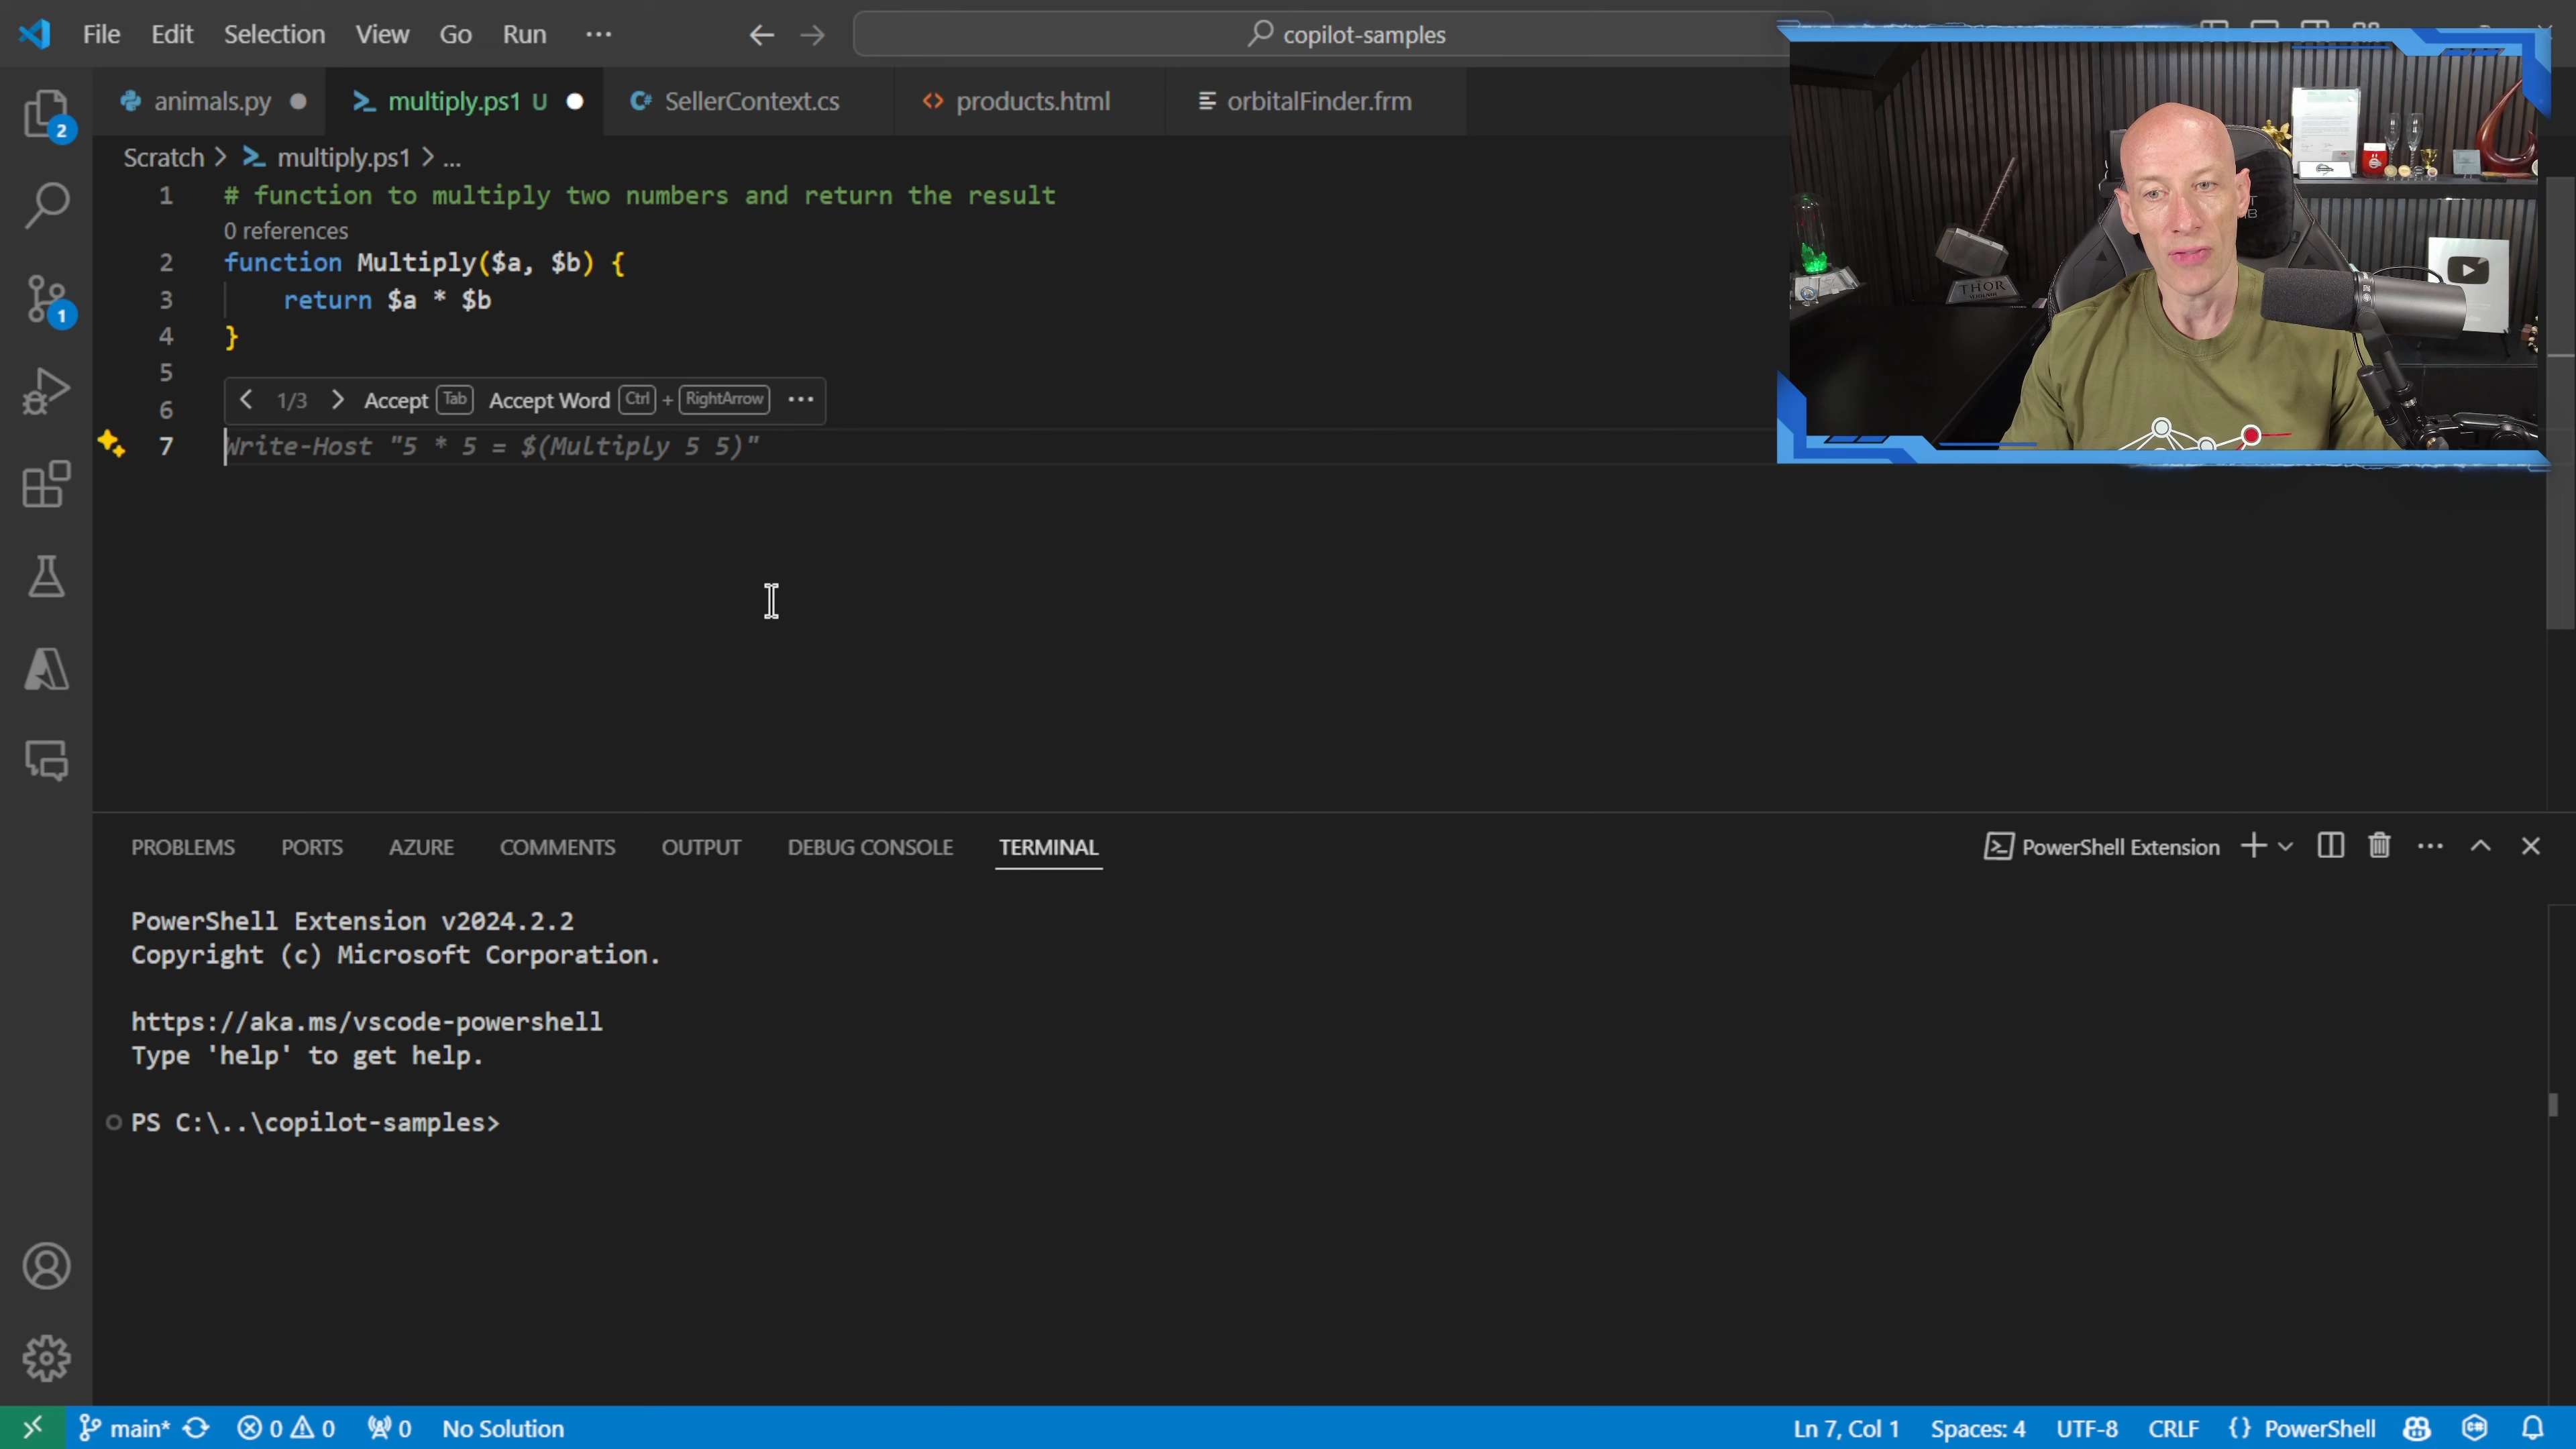 File Edit Selection View Go Run ··· copilot-samples
animals.py multiply.ps1 U SellerContext.cs products.html orbitalFinder.frm
Scratch > multiply.ps1 > ...
1 # function to multiply two numbers and return the result
0 references
2 function Multiply($a, $b) {
3 return $a * $b
4 }
5
< 1/3 > Accept Tab Accept Word Ctrl + RightArrow ···
6
7 Write-Host "5 * 5 = $(Multiply 5 5)"
2
1
THOR
PROBLEMS PORTS AZURE COMMENTS OUTPUT DEBUG CONSOLE TERMINAL PowerShell Extension
PowerShell Extension v2024.2.2
Copyright (c) Microsoft Corporation.
https://aka.ms/vscode-powershell
Type 'help' to get help.
PS C:\..\copilot-samples>
main* 0 0 0 No Solution Ln 7, Col 1 Spaces: 4 UTF-8 CRLF {} PowerShell